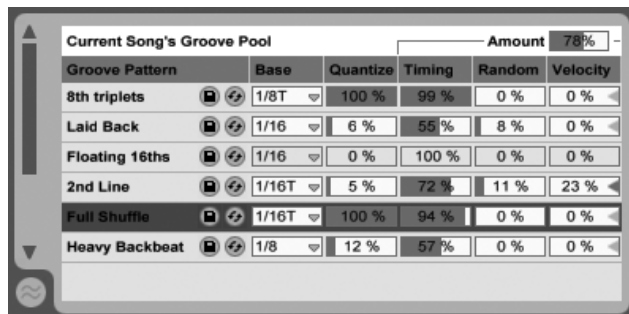 Current Song's Groove Pool Amount 78%
Groove Pattern Base Quantize Timing Random Velocity
8th triplets 1/8T 100 % 99 % 0 % 0 %
Laid Back 1/16 6 % 55 % 8 % 0 %
Floating 16ths 1/16 0 % 100 % 0 % 0 %
2nd Line 1/16T 5 % 72 % 11 % 23 %
Full Shuffle 1/16T 100 % 94 % 0 % 0 %
Heavy Backbeat 1/8 12 % 57 % 0 % 0 %